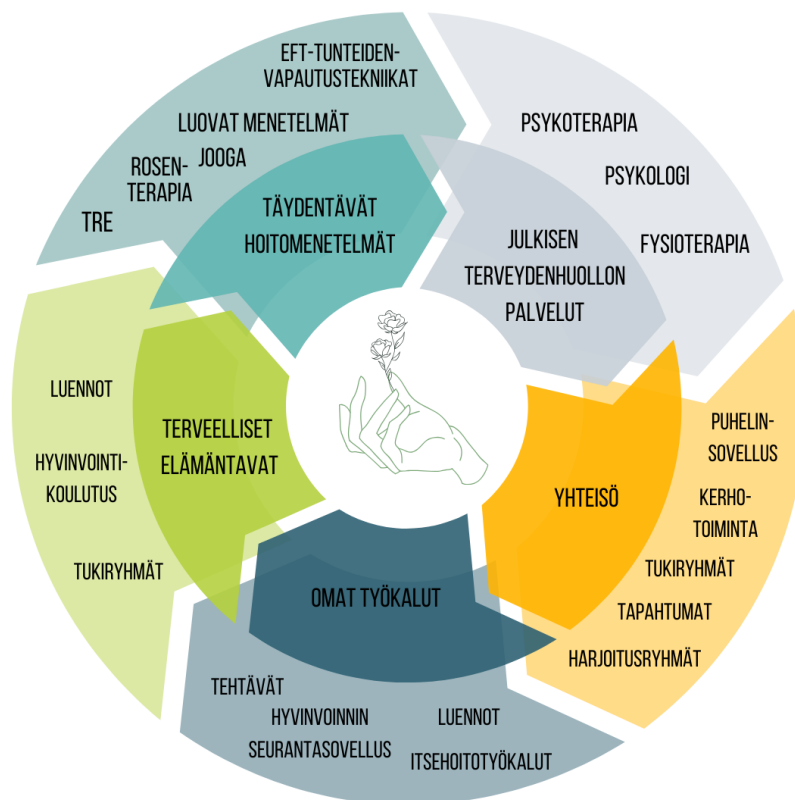 EFT-TUNTEIDEN-
VAPAUTUSTEKNIIKAT
LUOVAT MENETELMÄT
JOOGA
ROSEN-
TERAPIA
TRE
TÄYDENTÄVÄT
HOITOMENETELMÄT
PSYKOTERAPIA
PSYKOLOGI
FYSIOTERAPIA
JULKISEN
TERVEYDENHUOLLON
PALVELUT
PUHELIN-
SOVELLUS
KERHO-
TOIMINTA
TUKIRYHMÄT
TAPAHTUMAT
HARJOITUSRYHMÄT
YHTEISÖ
OMAT TYÖKALUT
TEHTÄVÄT
HYVINVOINNIN
SEURANTASOVELLUS
LUENNOT
ITSEHOITOTYÖKALUT
TERVEELLISET
ELÄMÄNTAVAT
LUENNOT
HYVINVOINTI-
KOULUTUS
TUKIRYHMÄT